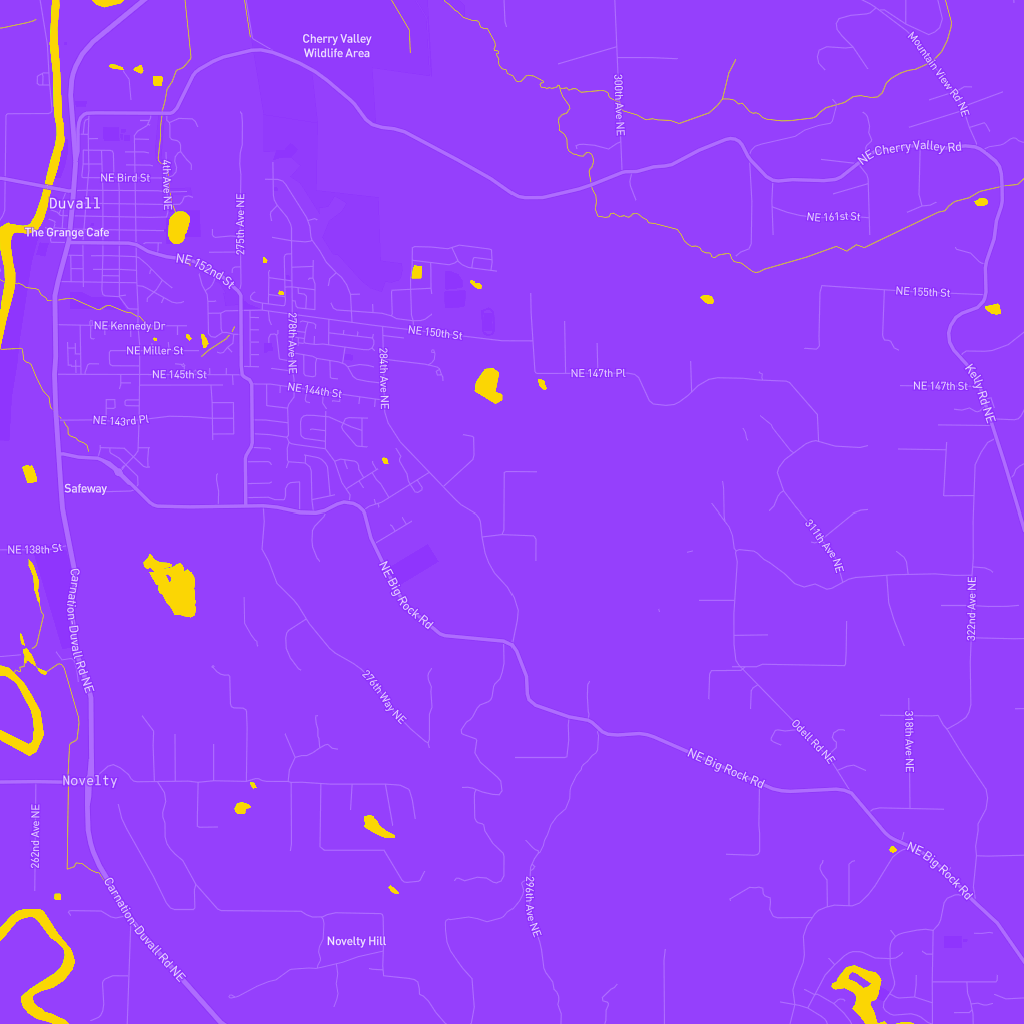 Cherry Valley
Wildlife Area
Mountain View Rd NE
300th Ave NE
NE Cherry Valley Rd
NE Bird St
4th Ave NE
Duvall
275th Ave NE
NE 161st St
The Grange Cafe
NE 152nd St
NE 155th St
NE Kennedy Dr
278th Ave NE
NE 150th St
NE Miller St
284th Ave NE
NE 145th St
NE 147th Pl
Kelly Rd NE
NE 144th St
NE 147th St
NE 143rd Pl
Safeway
NE 138th St
311th Ave NE
Carnation-Duvall Rd NE
NE Big Rock Rd
322nd Ave NE
276th Way NE
Odell Rd NE
318th Ave NE
Novelty
NE Big Rock Rd
262nd Ave NE
NE Big Rock Rd
Carnation-Duvall Rd NE
296th Ave NE
Novelty Hill